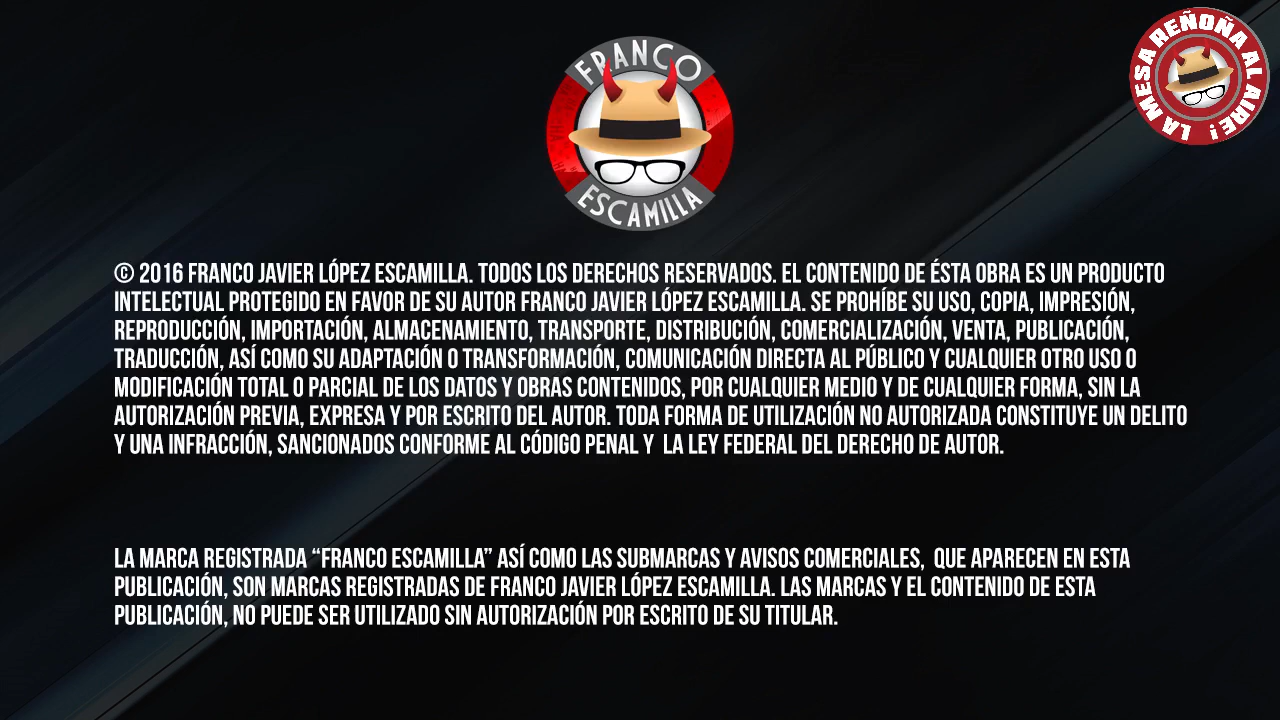 FRANCO
ESCAMILLA
LA MESA REÑOÑA AL AIRE!
© 2016 FRANCO JAVIER LÓPEZ ESCAMILLA. TODOS LOS DERECHOS RESERVADOS. EL CONTENIDO DE ÉSTA OBRA ES UN PRODUCTO
INTELECTUAL PROTEGIDO EN FAVOR DE SU AUTOR FRANCO JAVIER LÓPEZ ESCAMILLA. SE PROHÍBE SU USO, COPIA, IMPRESIÓN,
REPRODUCCIÓN, IMPORTACIÓN, ALMACENAMIENTO, TRANSPORTE, DISTRIBUCIÓN, COMERCIALIZACIÓN, VENTA, PUBLICACIÓN,
TRADUCCIÓN, ASÍ COMO SU ADAPTACIÓN O TRANSFORMACIÓN, COMUNICACIÓN DIRECTA AL PÚBLICO Y CUALQUIER OTRO USO O
MODIFICACIÓN TOTAL O PARCIAL DE LOS DATOS Y OBRAS CONTENIDOS, POR CUALQUIER MEDIO Y DE CUALQUIER FORMA, SIN LA
AUTORIZACIÓN PREVIA, EXPRESA Y POR ESCRITO DEL AUTOR. TODA FORMA DE UTILIZACIÓN NO AUTORIZADA CONSTITUYE UN DELITO
Y UNA INFRACCIÓN, SANCIONADOS CONFORME AL CÓDIGO PENAL Y LA LEY FEDERAL DEL DERECHO DE AUTOR.
LA MARCA REGISTRADA “FRANCO ESCAMILLA” ASÍ COMO LAS SUBMARCAS Y AVISOS COMERCIALES, QUE APARECEN EN ESTA
PUBLICACIÓN, SON MARCAS REGISTRADAS DE FRANCO JAVIER LÓPEZ ESCAMILLA. LAS MARCAS Y EL CONTENIDO DE ESTA
PUBLICACIÓN, NO PUEDE SER UTILIZADO SIN AUTORIZACIÓN POR ESCRITO DE SU TITULAR.